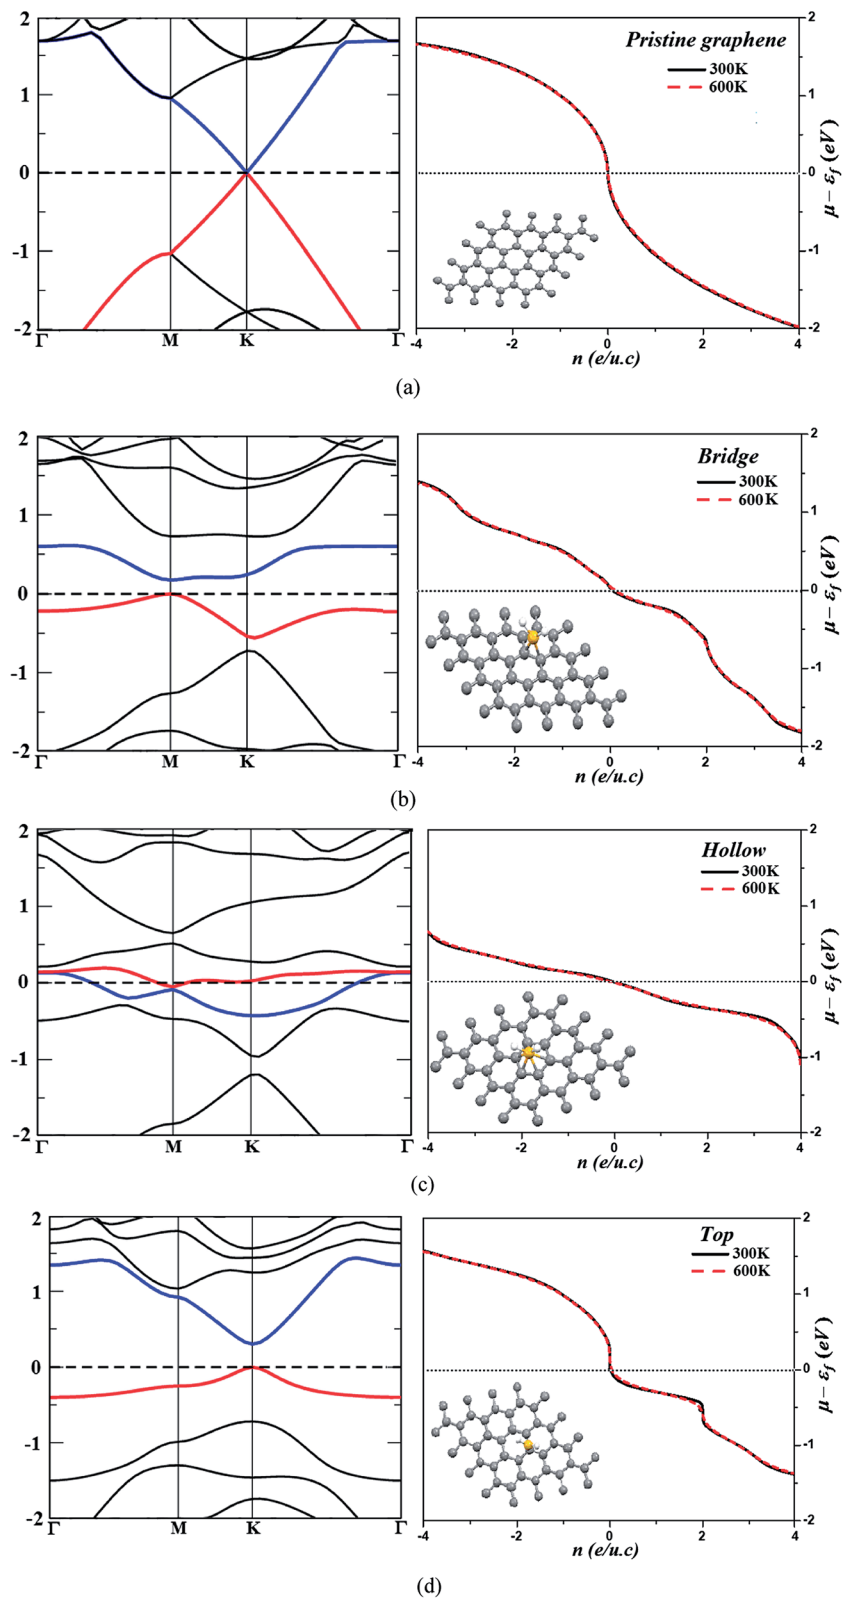 2
1
0
-1
-2
Γ M K Γ
Pristine graphene
300K
600K
2
1
0
-1
-2
μ − εf (eV)
-4 -2 0 2 4
n (e/u.c)
(a)
2
1
0
-1
-2
Γ M K Γ
Bridge
300K
600K
2
1
0
-1
-2
μ − εf (eV)
-4 -2 0 2 4
n (e/u.c)
(b)
2
1
0
-1
-2
Γ M K Γ
Hollow
300K
600K
2
1
0
-1
-2
μ − εf (eV)
-4 -2 0 2 4
n (e/u.c)
(c)
2
1
0
-1
-2
Γ M K Γ
Top
300K
600K
2
1
0
-1
-2
μ − εf (eV)
-4 -2 0 2 4
n (e/u.c)
(d)